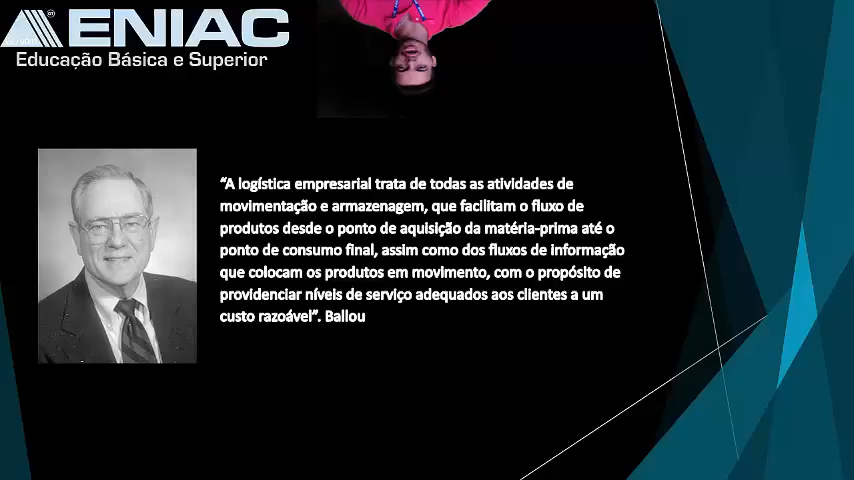 ENIAC
Educação Básica e Superior
“A logística empresarial trata de todas as atividades de
movimentação e armazenagem, que facilitam o fluxo de
produtos desde o ponto de aquisição da matéria-prima até o
ponto de consumo final, assim como dos fluxos de informação
que colocam os produtos em movimento, com o propósito de
providenciar níveis de serviço adequados aos clientes a um
custo razoável”. Ballou